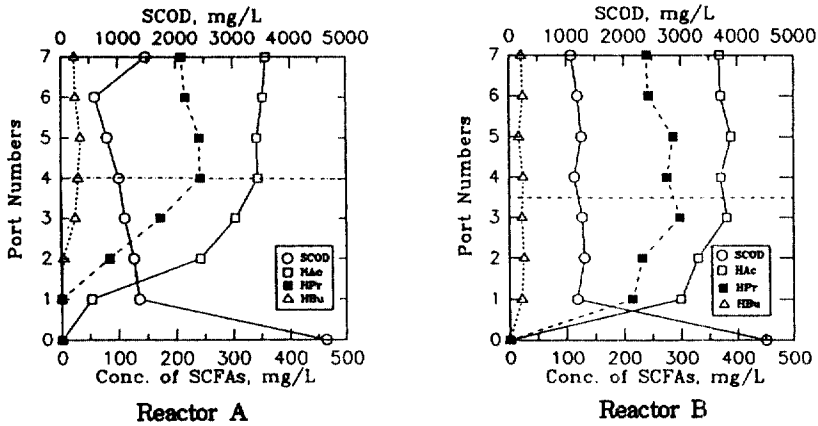 SCOD, mg/L
0 1000 2000 3000 4000 5000
7
6
5
4
3
2
1
0
Port Numbers
SCOD
HAc
HPr
HBu
0 100 200 300 400 500
Conc. of SCFAs, mg/L
Reactor A
SCOD, mg/L
0 1000 2000 3000 4000 5000
7
6
5
4
3
2
1
0
Port Numbers
SCOD
HAc
HPr
HBu
0 100 200 300 400 500
Conc. of SCFAs, mg/L
Reactor B